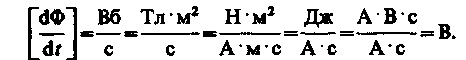 [dΦ/dt] = Вб/с = Тл·м²/с = Н·м²/А·м·с = Дж/А·с = А·В·с/А·с = В.